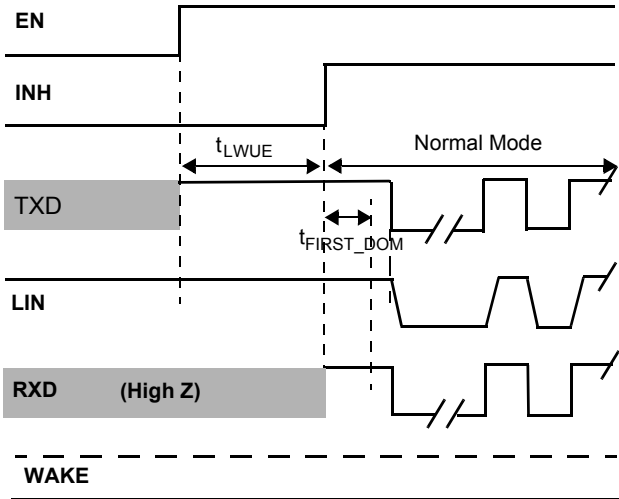 EN
INH
tLWUE
Normal Mode
TXD
tFIRST_DOM
LIN
RXD (High Z)
WAKE